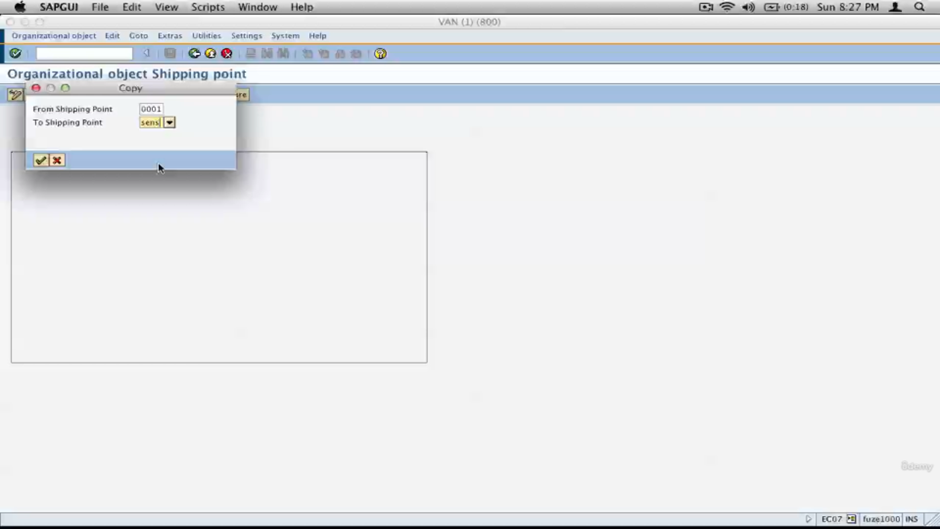 SAPGUI File Edit View Scripts Window Help (0:18) Sun 8:27 PM
VAN (1) (800)
Organizational object Edit Goto Extras Utilities Settings System Help
Organizational object Shipping point
Copy
From Shipping Point 0001
To Shipping Point sens
Udemy
EC07 fuze1000 INS